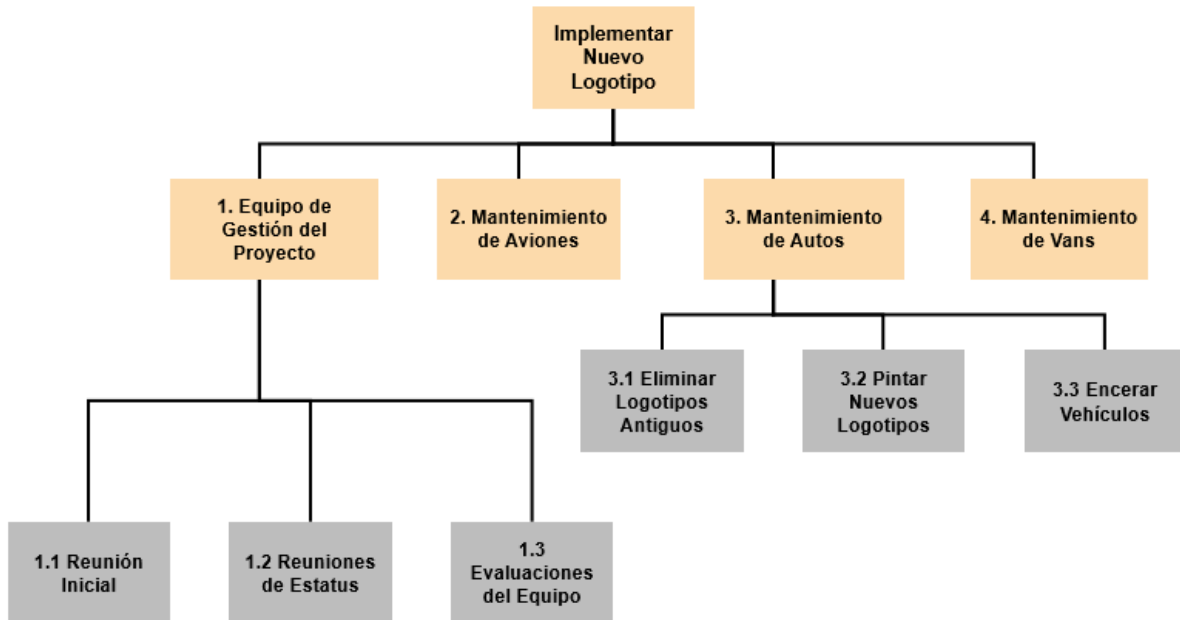 Implementar
Nuevo
Logotipo
1. Equipo de
Gestión del
Proyecto
2. Mantenimiento
de Aviones
3. Mantenimiento
de Autos
4. Mantenimiento
de Vans
3.1 Eliminar
Logotipos
Antiguos
3.2 Pintar
Nuevos
Logotipos
3.3 Encerar
Vehículos
1.1 Reunión
Inicial
1.2 Reuniones
de Estatus
1.3
Evaluaciones
del Equipo